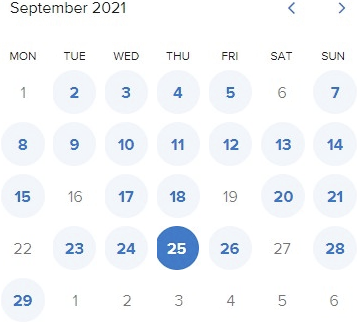 September 2021
MON TUE WED THU FRI SAT SUN
1 2 3 4 5 6 7
8 9 10 11 12 13 14
15 16 17 18 19 20 21
22 23 24 25 26 27 28
29 1 2 3 4 5 6